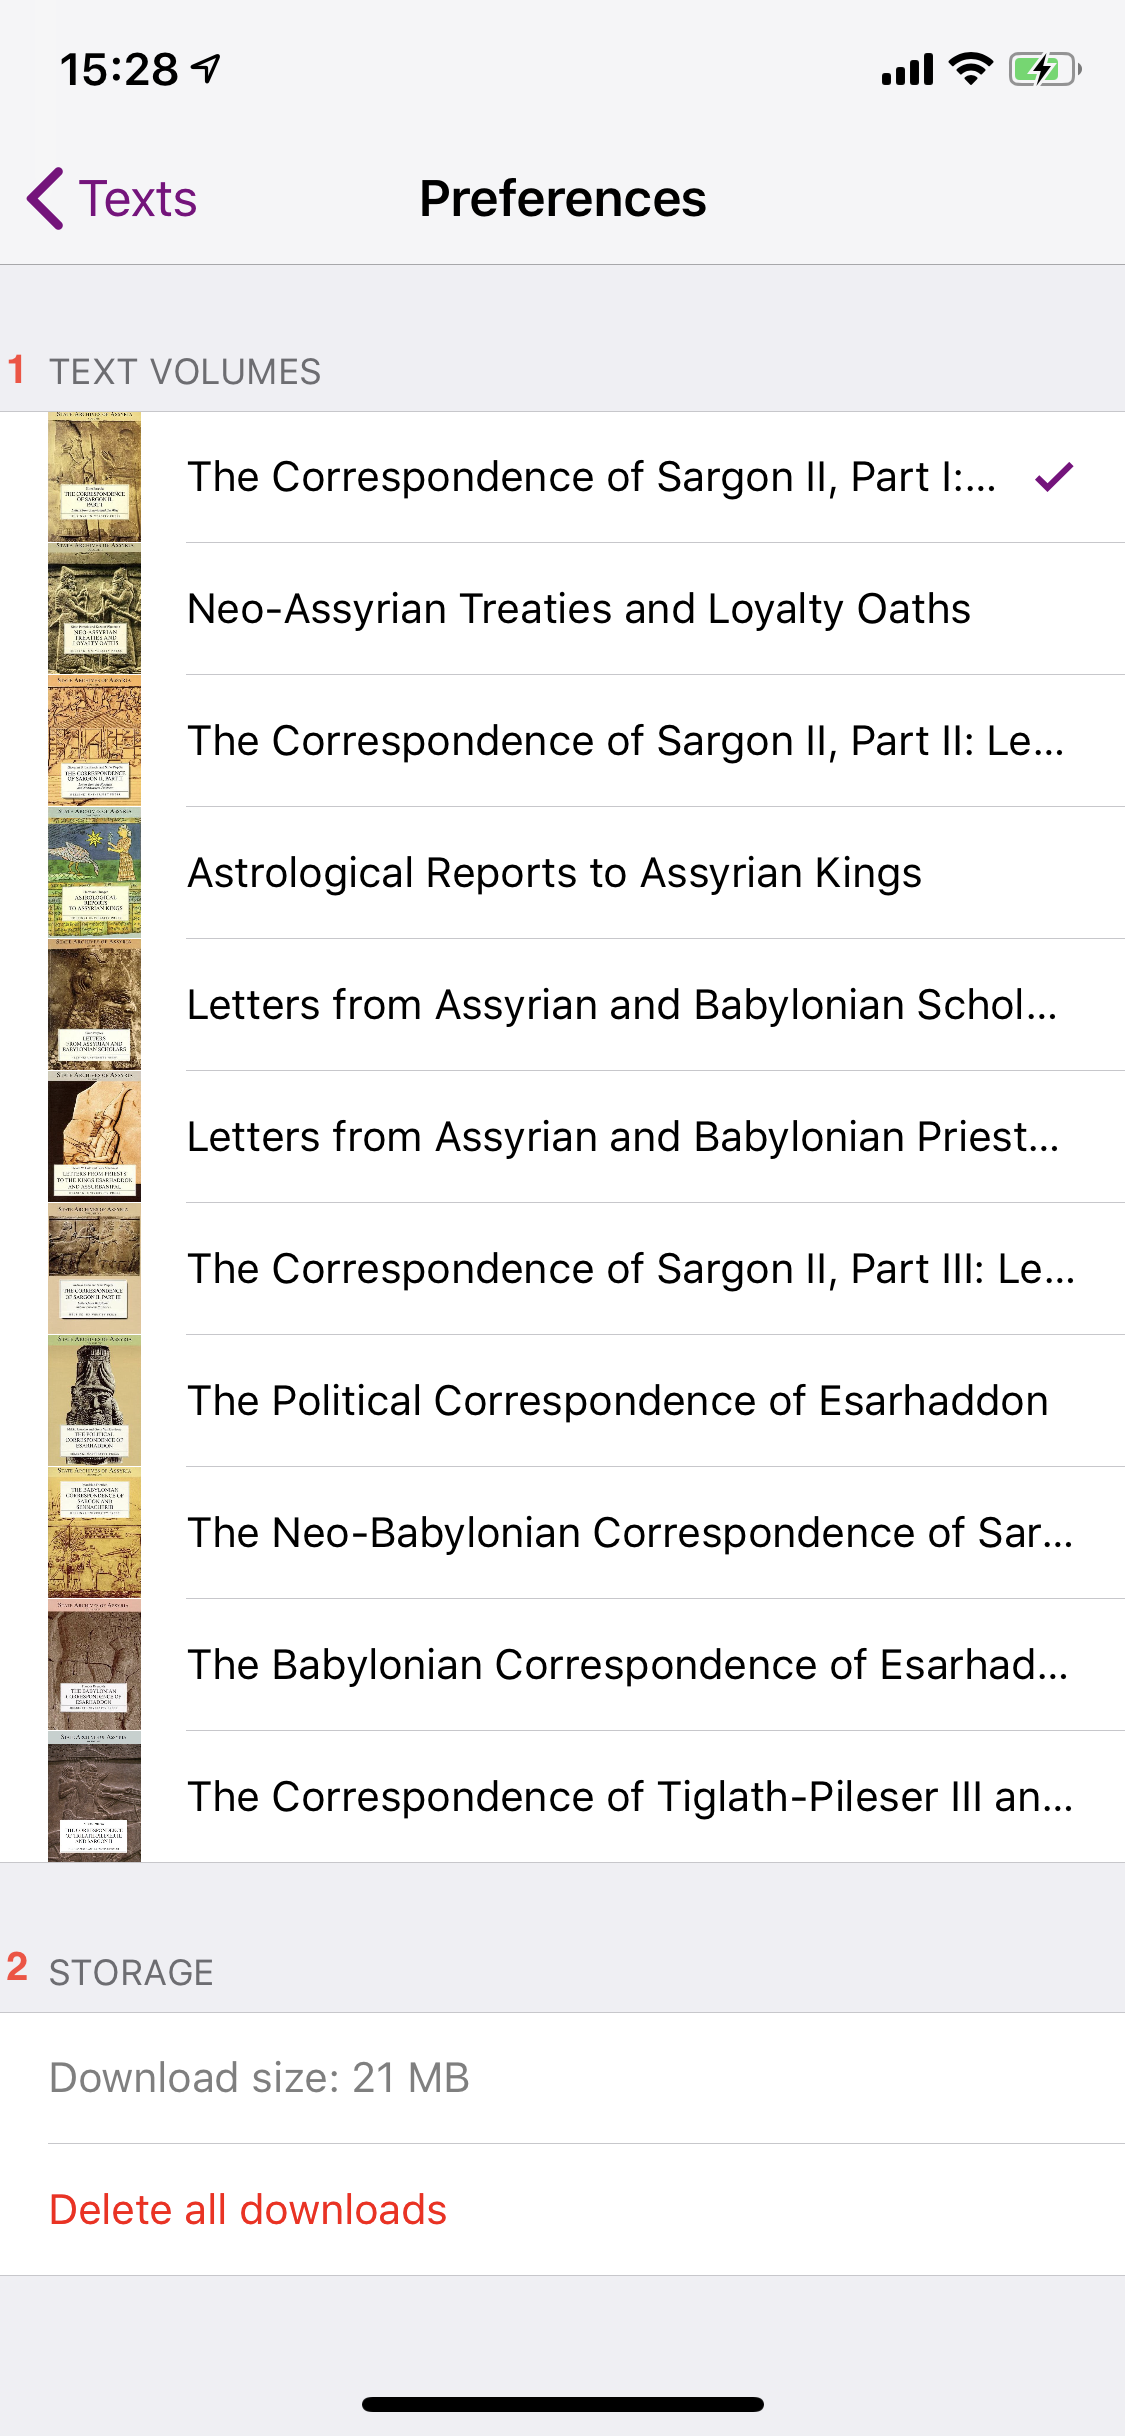 15:28
Texts
Preferences
1 TEXT VOLUMES
The Correspondence of Sargon II, Part I:...
Neo-Assyrian Treaties and Loyalty Oaths
The Correspondence of Sargon II, Part II: Le...
Astrological Reports to Assyrian Kings
Letters from Assyrian and Babylonian Schol...
Letters from Assyrian and Babylonian Priest...
The Correspondence of Sargon II, Part III: Le...
The Political Correspondence of Esarhaddon
The Neo-Babylonian Correspondence of Sar...
The Babylonian Correspondence of Esarhad...
The Correspondence of Tiglath-Pileser III an...
2 STORAGE
Download size: 21 MB
Delete all downloads